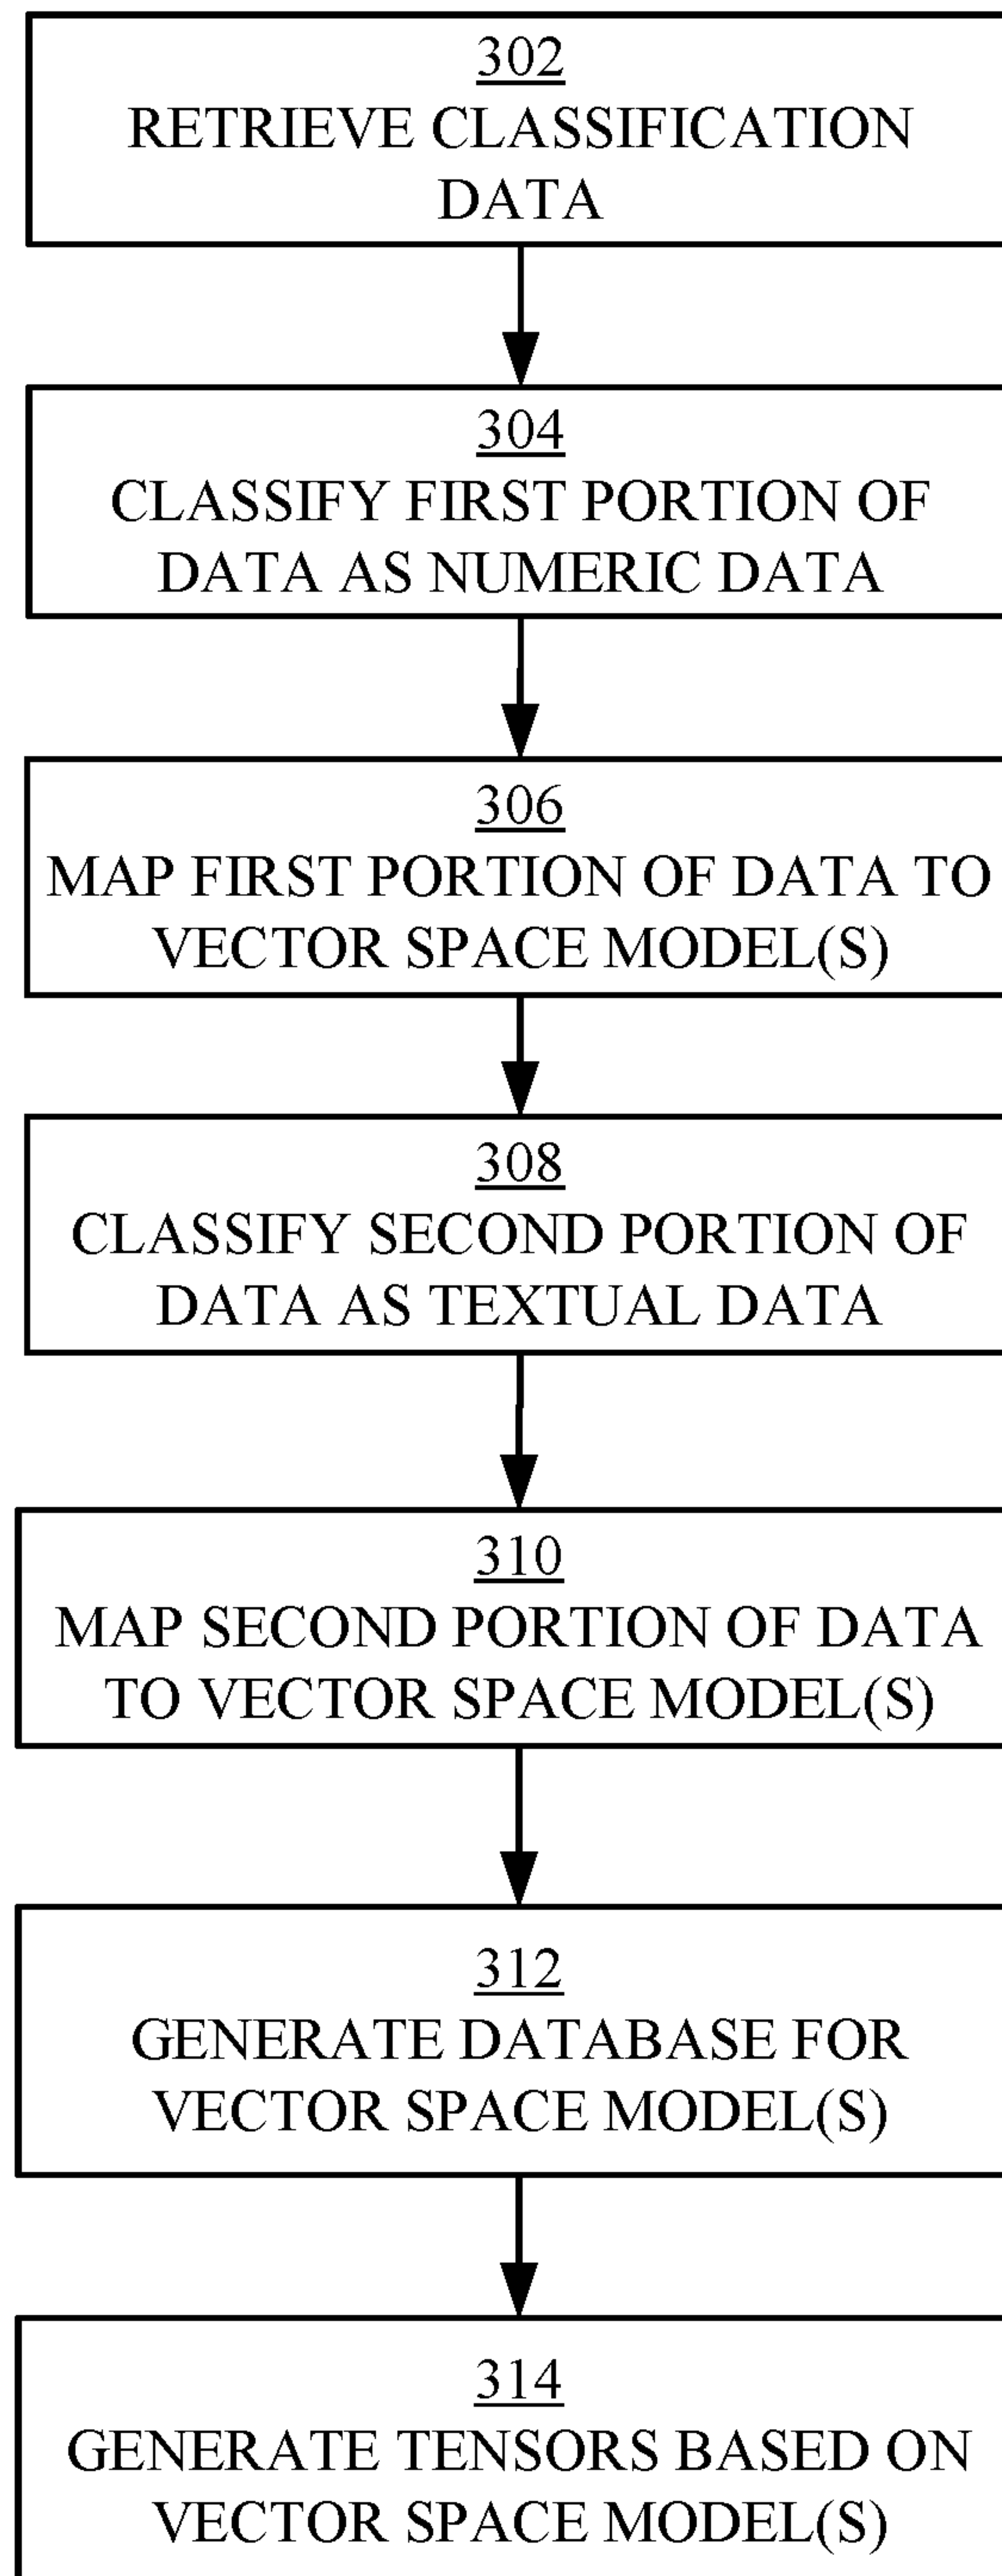 302
RETRIEVE CLASSIFICATION
DATA
304
CLASSIFY FIRST PORTION OF
DATA AS NUMERIC DATA
306
MAP FIRST PORTION OF DATA TO
VECTOR SPACE MODEL(S)
308
CLASSIFY SECOND PORTION OF
DATA AS TEXTUAL DATA
310
MAP SECOND PORTION OF DATA
TO VECTOR SPACE MODEL(S)
312
GENERATE DATABASE FOR
VECTOR SPACE MODEL(S)
314
GENERATE TENSORS BASED ON
VECTOR SPACE MODEL(S)